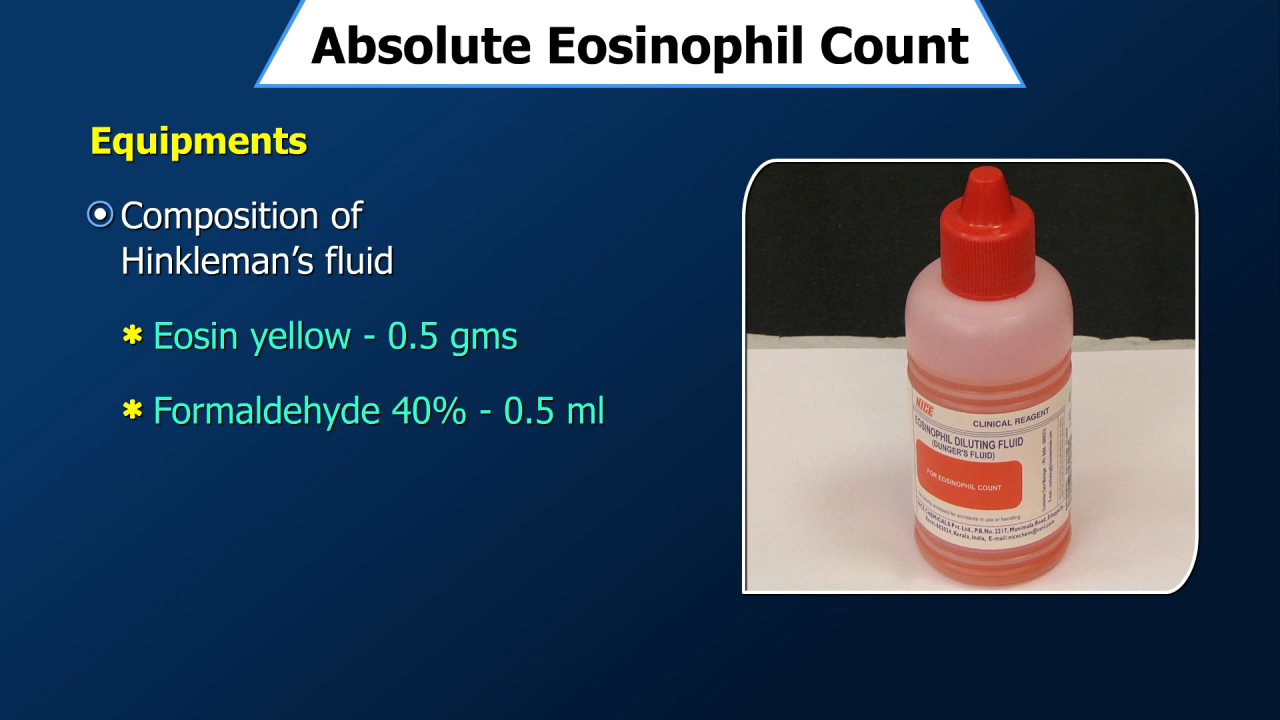 Absolute Eosinophil Count
Equipments
Composition of
Hinkleman’s fluid
Eosin yellow - 0.5 gms
Formaldehyde 40% - 0.5 ml
NICE
CLINICAL REAGENT
EOSINOPHIL DILUTING FLUID
(DUNGER'S FLUID)
FOR EOSINOPHIL COUNT